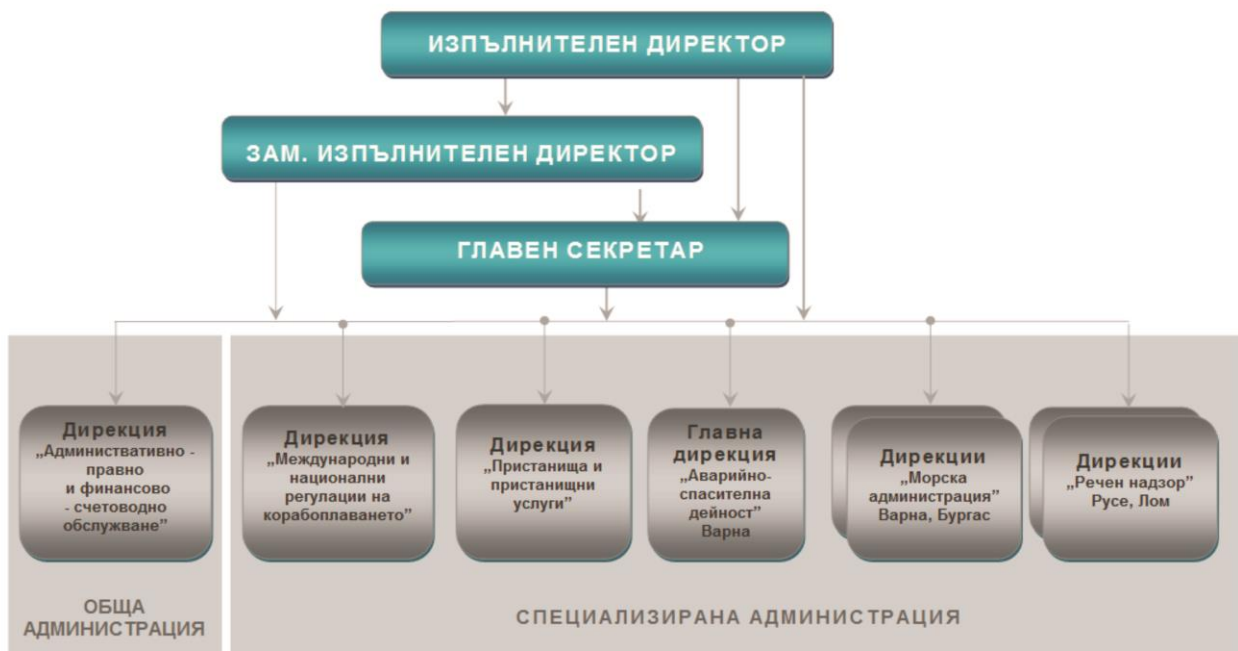 ИЗПЪЛНИТЕЛЕН ДИРЕКТОР
ЗАМ. ИЗПЪЛНИТЕЛЕН ДИРЕКТОР
ГЛАВЕН СЕКРЕТАР
Дирекция
„Администвативно -
правно
и финансово
- счетоводно
обслужване”
Дирекция
„Международни и
национални
регулации на
корабоплаването”
Дирекция
„Пристанища и
пристанищни
услуги”
Главна
дирекция
„Аварийно-
спасителна
дейност”
Варна
Дирекции
„Морска
администрация”
Варна, Бургас
Дирекции
„Речен надзор”
Русе, Лом
ОБЩА
АДМИНИСТРАЦИЯ
СПЕЦИАЛИЗИРАНА АДМИНИСТРАЦИЯ